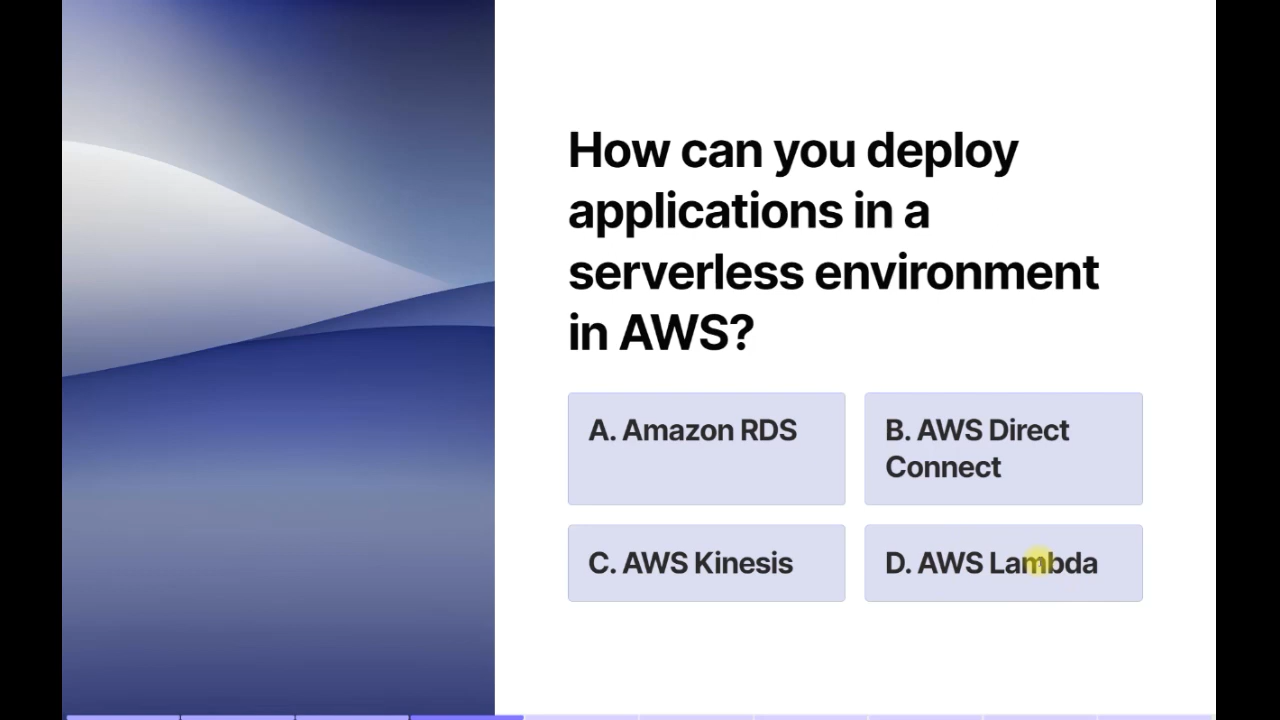 How can you deploy
applications in a
serverless environment
in AWS?
A. Amazon RDS
B. AWS Direct
Connect
C. AWS Kinesis
D. AWS Lambda